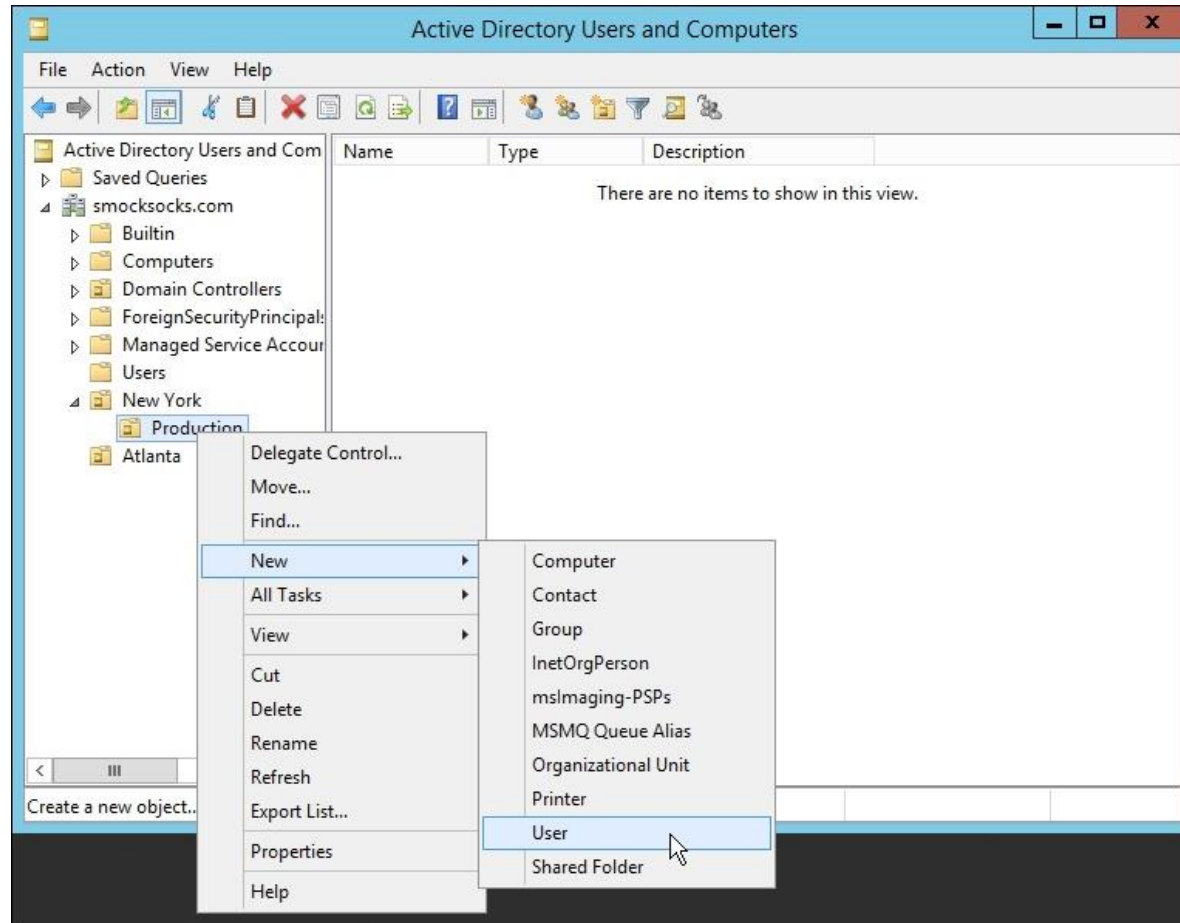 Active Directory Users and Computers
x
File Action View Help
Active Directory Users and Com
Name Type Description
There are no items to show in this view.
Saved Queries
smocksocks.com
Builtin
Computers
Domain Controllers
ForeignSecurityPrincipal
Managed Service Accour
Users
New York
Production
Atlanta
Delegate Control...
Move...
Find...
New
All Tasks
View
Cut
Delete
Rename
Refresh
Export List...
Properties
Help
Computer
Contact
Group
InetOrgPerson
msImaging-PSPs
MSMQ Queue Alias
Organizational Unit
Printer
User
Shared Folder
Create a new object...